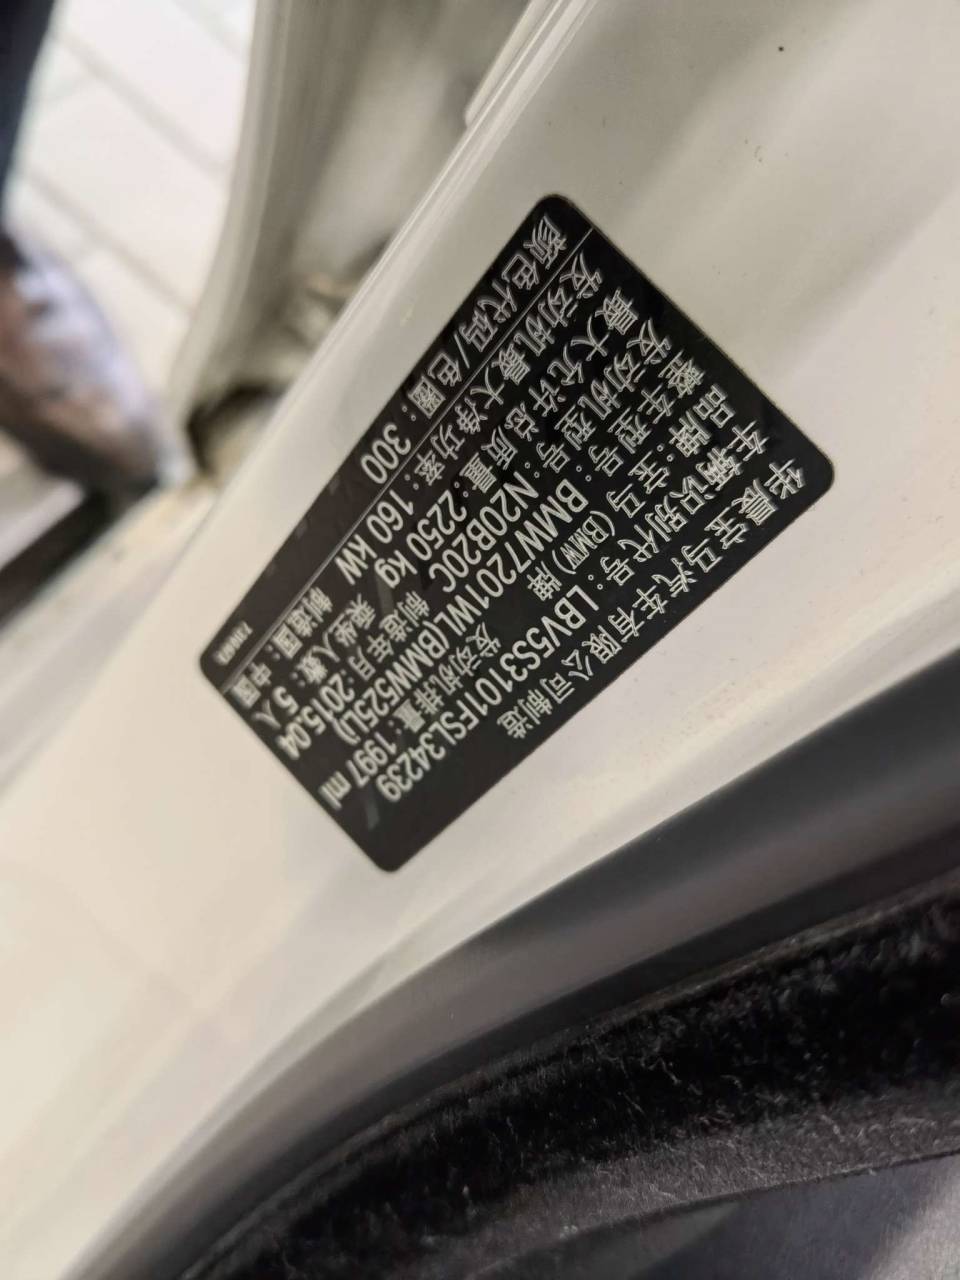 华晨宝马汽车有限公司制造
车辆识别代号: LBV5S3101FSL34239
品牌: 宝马 (BMW) 牌
整车型号: BMW7201WL(BMW525Li)
发动机型号: N20B20C 发动机排量: 1997 ml
最大允许总质量: 2250 kg 制造年月: 2015.04
发动机最大净功率: 160 kW 乘坐人数: 5 人
颜色代码/色圈: 300 制造国: 中国